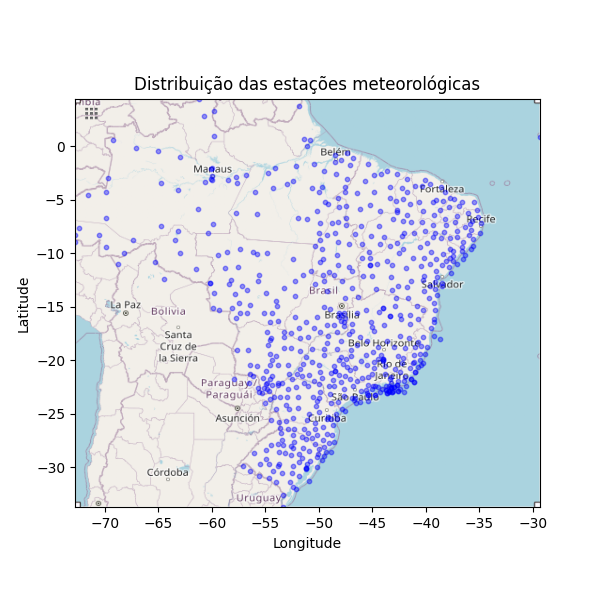 Distribuição das estações meteorológicas
Latitude
0
−5
−10
−15
−20
−25
−30
Belém
Manaus
Fortaleza
Recife
Salvador
Brasil
Brasília
La Paz
Bolivia
Santa
Cruz de
la Sierra
Belo Horizonte
Rio de
Janeiro
São Paulo
Paraguay /
Paraguái
Asunción
Curitiba
Córdoba
Uruguay
−70
−65
−60
−55
−50
−45
−40
−35
−30
Longitude